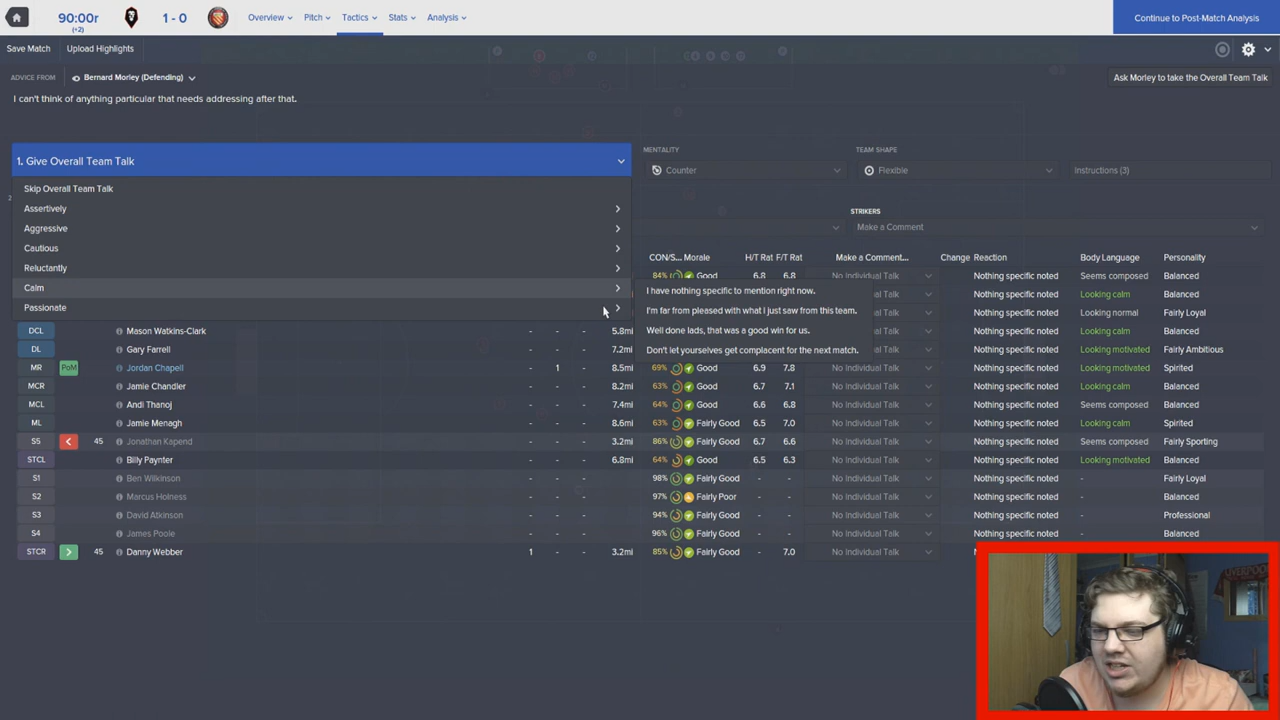 90:00r
(+2)
1 - 0
Overview
Pitch
Tactics
Stats
Analysis
Continue to Post-Match Analysis
Save Match
Upload Highlights
ADVICE FROM
Bernard Morley (Defending)
Ask Morley to take the Overall Team Talk
I can't think of anything particular that needs addressing after that.
1. Give Overall Team Talk
MENTALITY
TEAM SHAPE
Counter
Flexible
Instructions (3)
Skip Overall Team Talk
Assertively
Aggressive
Cautious
Reluctantly
Calm
Passionate
STRIKERS
Make a Comment
I have nothing specific to mention right now.
I'm far from pleased with what I just saw from this team.
Well done lads, that was a good win for us.
Don't let yourselves get complacent for the next match.
CON/S... Morale H/T Rat F/T Rat Make a Comment... Change Reaction Body Language Personality
84% Good 6.8 6.8 No Individual Talk Nothing specific noted Seems composed Balanced
Talk Nothing specific noted Looking calm Balanced
Talk Nothing specific noted Looking normal Fairly Loyal
DCL Mason Watkins-Clark - - - 5.8mi Talk Nothing specific noted Looking calm Balanced
DL Gary Farrell - - - 7.2mi Talk Nothing specific noted Looking motivated Fairly Ambitious
MR PoM Jordan Chapell - 1 - 8.5mi 69% Good 6.9 7.8 No Individual Talk Nothing specific noted Looking motivated Spirited
MCR Jamie Chandler - - - 8.2mi 63% Good 6.7 7.1 No Individual Talk Nothing specific noted Looking calm Balanced
MCL Andi Thanoj - - - 7.4mi 64% Good 6.6 6.8 No Individual Talk Nothing specific noted Seems composed Balanced
ML Jamie Menagh - - - 8.6mi 63% Fairly Good 6.5 7.0 No Individual Talk Nothing specific noted Looking calm Spirited
S5 45 Jonathan Kapend - - - 3.2mi 86% Fairly Good 6.7 6.6 No Individual Talk Nothing specific noted Seems composed Fairly Sporting
STCL Billy Paynter - - - 6.8mi 64% Good 6.5 6.3 No Individual Talk Nothing specific noted Looking motivated Balanced
S1 Ben Wilkinson - - - 98% Fairly Good - - No Individual Talk Nothing specific noted - Fairly Loyal
S2 Marcus Holness - - - 97% Fairly Poor - - No Individual Talk Nothing specific noted - Balanced
S3 David Atkinson - - - 94% Fairly Good - - No Individual Talk Nothing specific noted - Professional
S4 James Poole - - - 96% Fairly Good - - No Individual Talk Nothing specific noted - Balanced
STCR 45 Danny Webber 1 - - 3.2mi 85% Fairly Good - 7.0 No Individual Talk